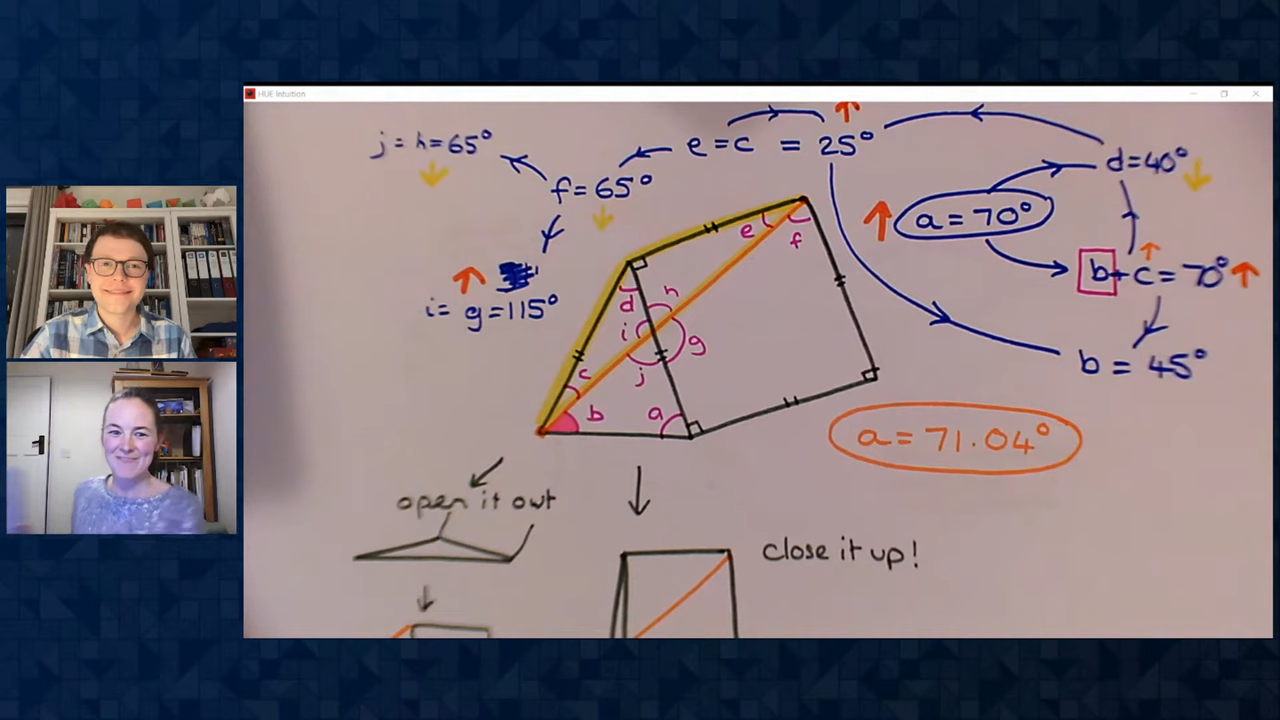 HUE Intuition
j = h = 65°
e = c = 25°
d = 40°
f = 65°
a = 70°
b + c = 70°
i = g = 115°
b = 45°
e
f
d
h
i
g
c
j
b
a
a = 71.04°
open it out
close it up!